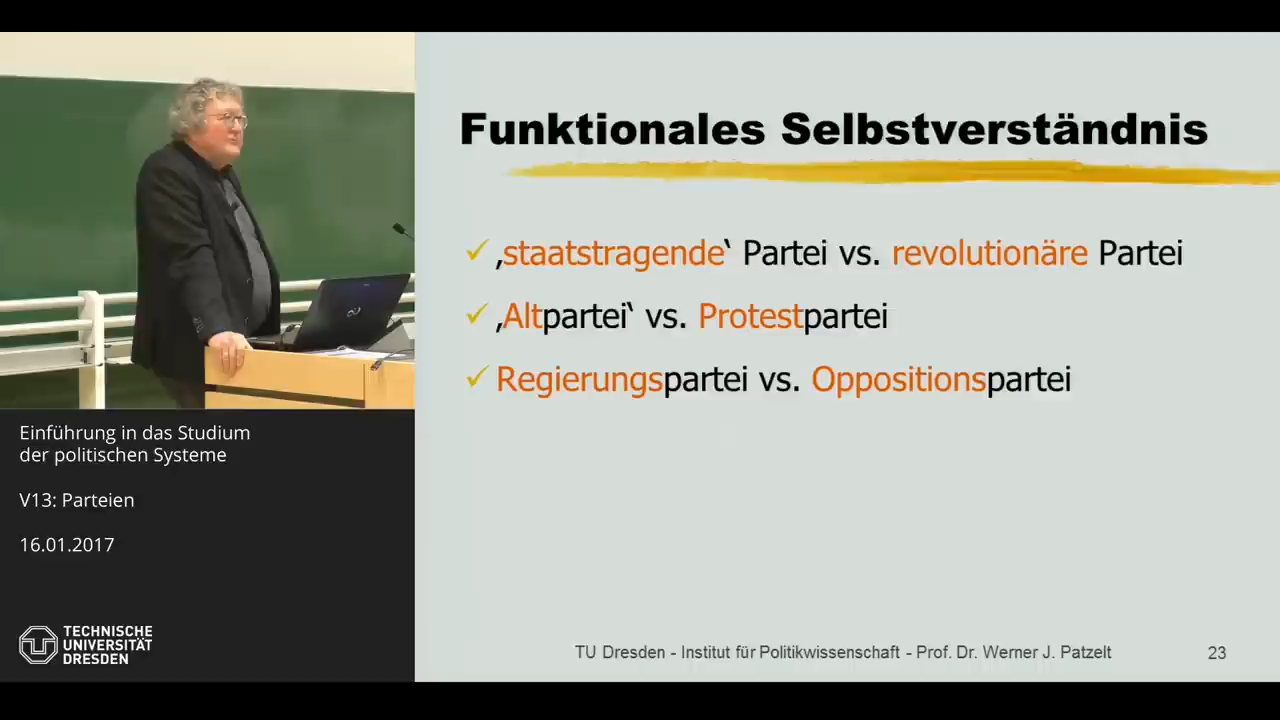 Funktionales Selbstverständnis
✓ ‚staatstragende‘ Partei vs. revolutionäre Partei
✓ ‚Altpartei‘ vs. Protestpartei
✓ Regierungspartei vs. Oppositionspartei
Einführung in das Studium
der politischen Systeme
V13: Parteien
16.01.2017
TECHNISCHE
UNIVERSITÄT
DRESDEN
TU Dresden - Institut für Politikwissenschaft - Prof. Dr. Werner J. Patzelt
23